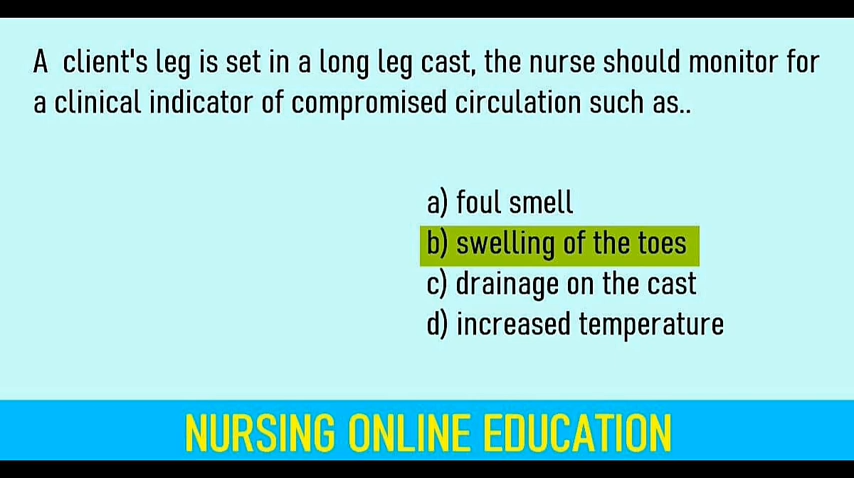 A client's leg is set in a long leg cast, the nurse should monitor for
a clinical indicator of compromised circulation such as..
a) foul smell
b) swelling of the toes
c) drainage on the cast
d) increased temperature
NURSING ONLINE EDUCATION